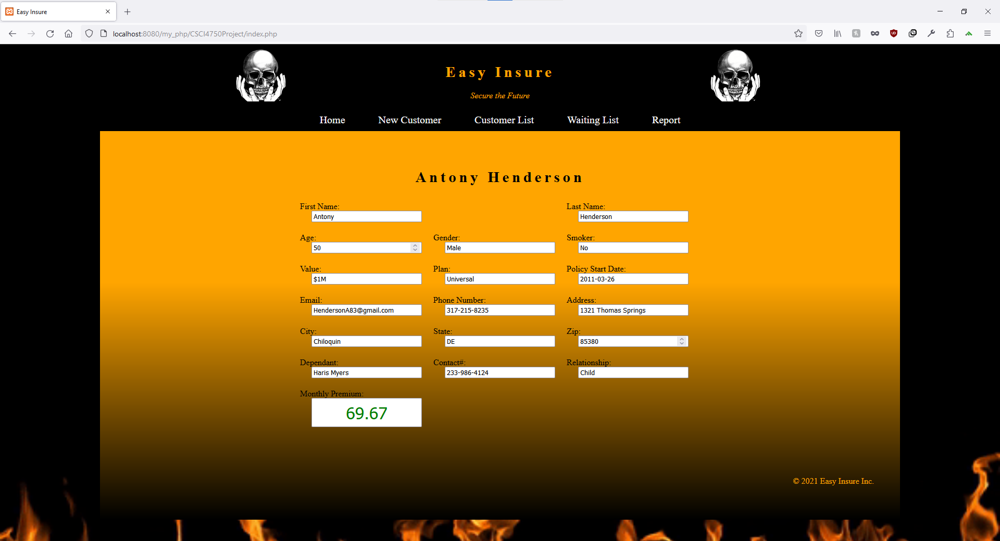 Easy Insure
localhost:8080/my_php/CSCI4750Project/index.php
Easy Insure
Secure the Future
Home New Customer Customer List Waiting List Report
Antony Henderson
First Name: Last Name:
Antony Henderson
Age: Gender: Smoker:
50 Male No
Value: Plan: Policy Start Date:
$1M Universal 2011-03-26
Email: Phone Number: Address:
HendersonA83@gmail.com 317-215-8235 1321 Thomas Springs
City: State: Zip:
Chiloquin DE 85380
Dependant: Contact#: Relationship:
Haris Myers 233-986-4124 Child
Monthly Premium:
69.67
© 2021 Easy Insure Inc.